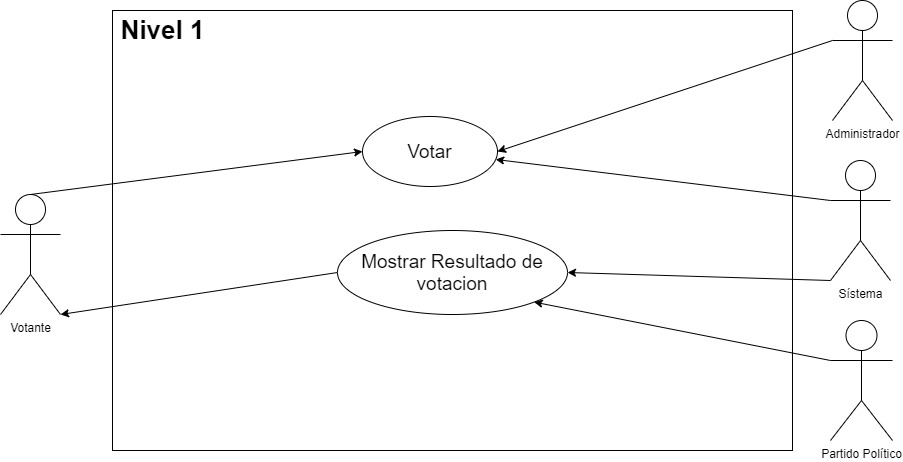 Nivel 1
Administrador
Votar
Votante
Mostrar Resultado de
votacion
Sístema
Partido Político